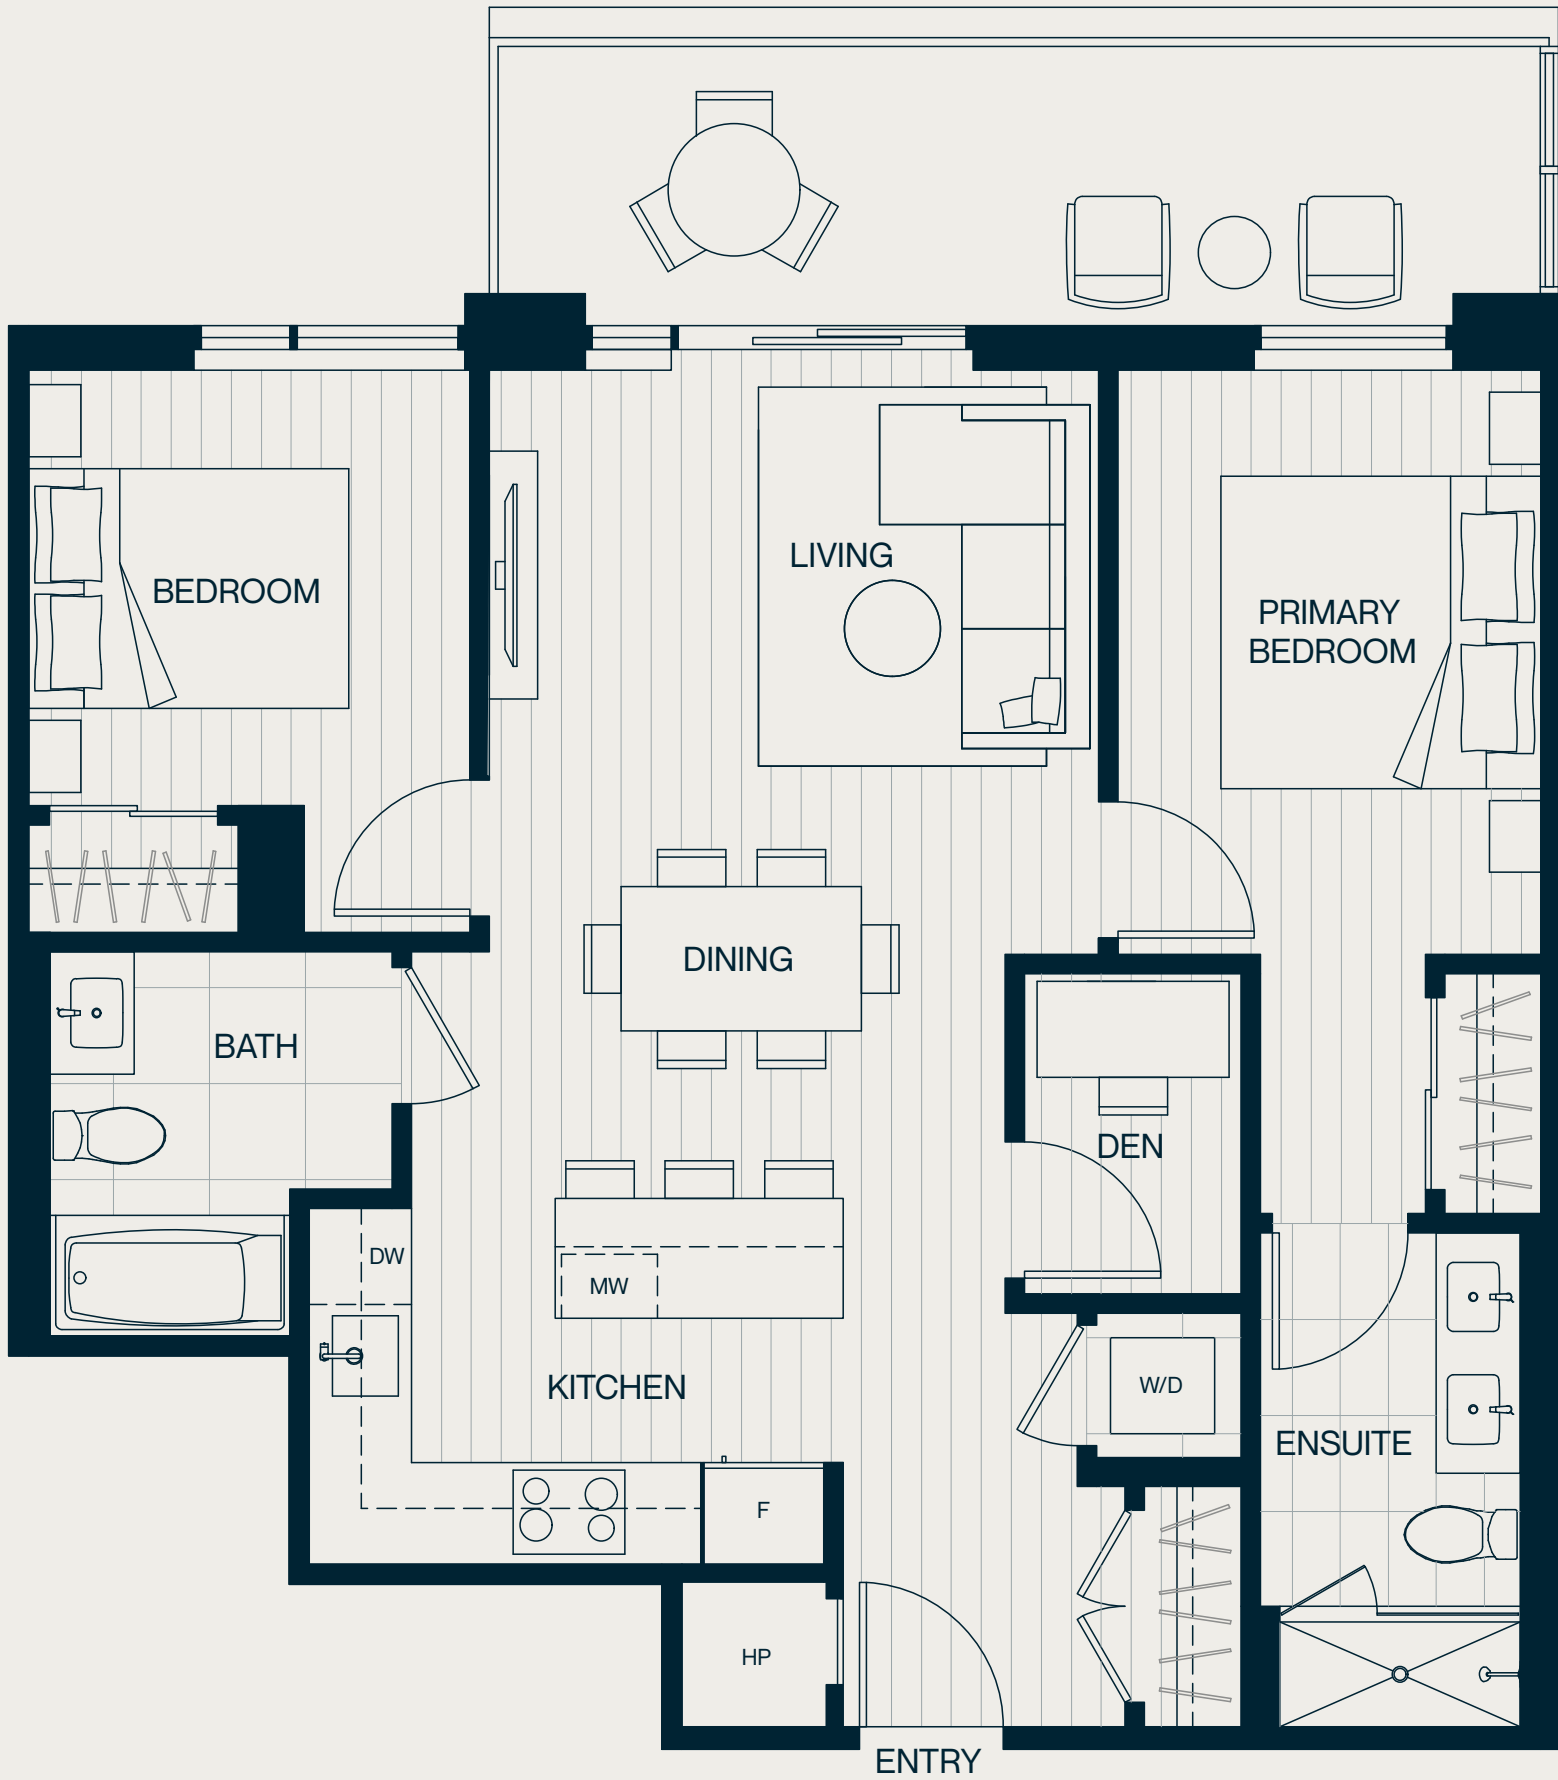 LIVING
BEDROOM
PRIMARY
BEDROOM
DINING
BATH
DEN
DW
MW
KITCHEN
W/D
ENSUITE
F
HP
ENTRY